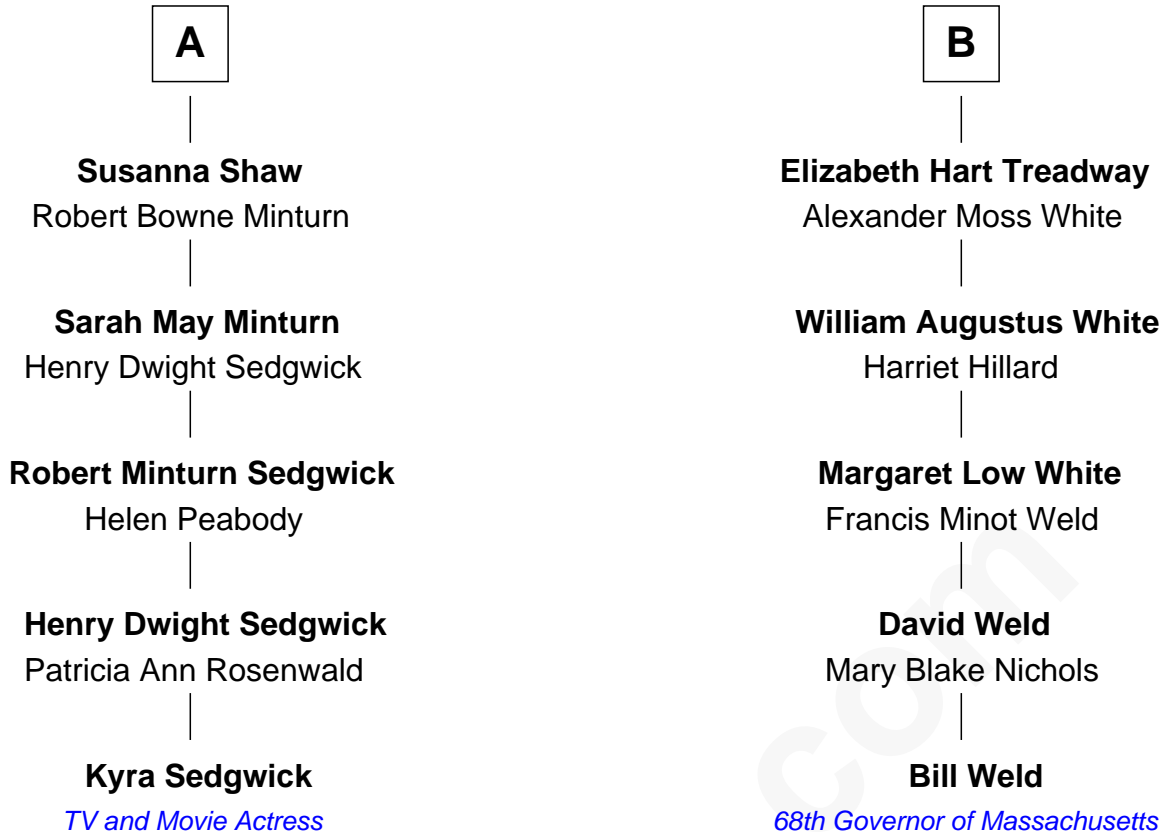 A
Susanna Shaw
Robert Bowne Minturn
Sarah May Minturn
Henry Dwight Sedgwick
Robert Minturn Sedgwick
Helen Peabody
Henry Dwight Sedgwick
Patricia Ann Rosenwald
Kyra Sedgwick
TV and Movie Actress
B
Elizabeth Hart Treadway
Alexander Moss White
William Augustus White
Harriet Hillard
Margaret Low White
Francis Minot Weld
David Weld
Mary Blake Nichols
Bill Weld
68th Governor of Massachusetts
com